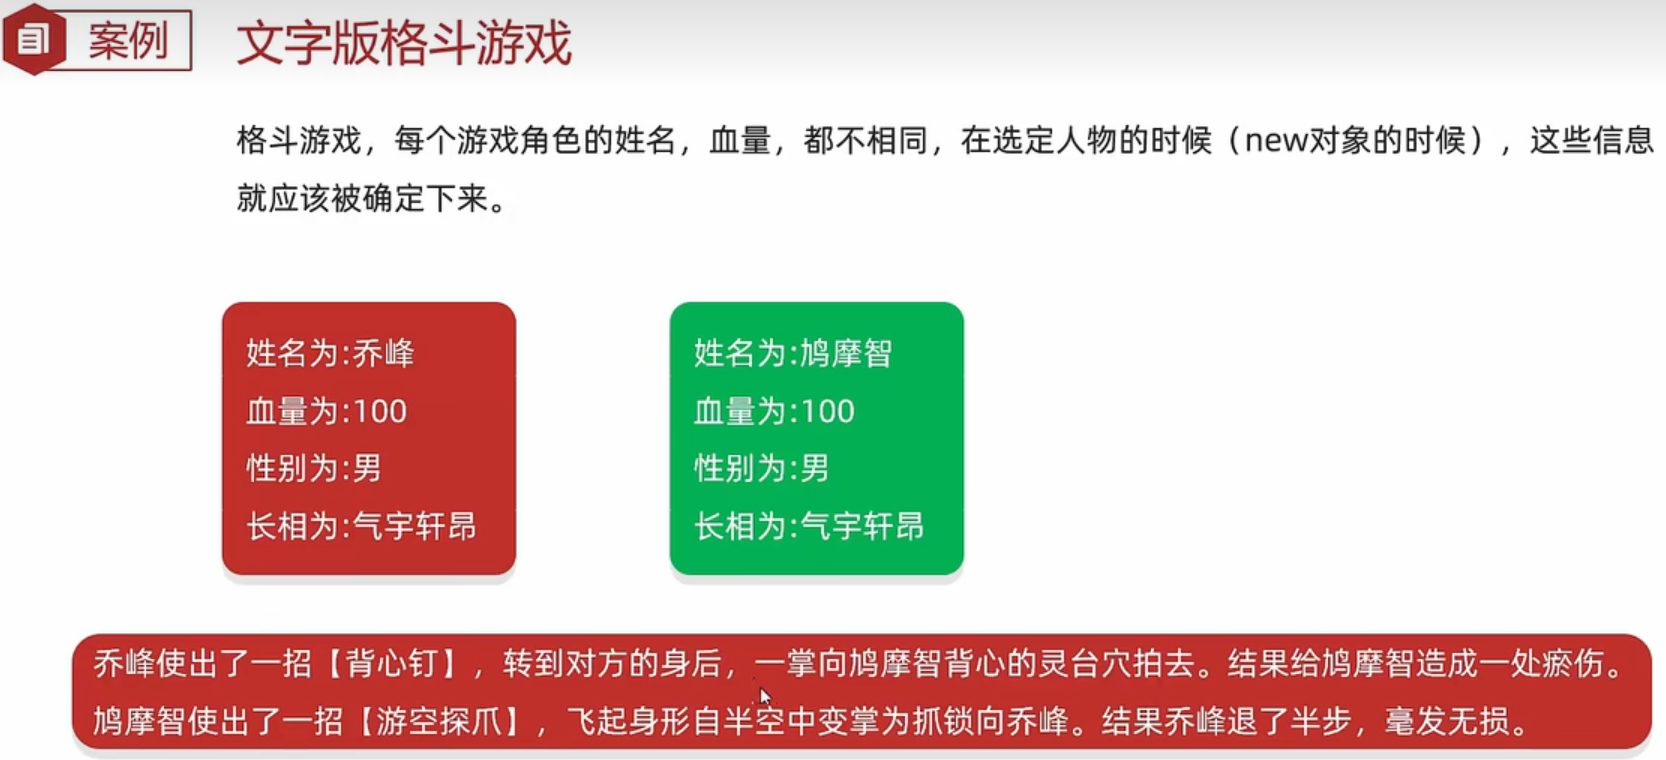 案例
文字版格斗游戏
格斗游戏，每个游戏角色的姓名，血量，都不相同，在选定人物的时候（new对象的时候），这些信息
就应该被确定下来。
姓名为:乔峰
血量为:100
性别为:男
长相为:气宇轩昂
姓名为:鸠摩智
血量为:100
性别为:男
长相为:气宇轩昂
乔峰使出了一招【背心钉】，转到对方的身后，一掌向鸠摩智背心的灵台穴拍去。结果给鸠摩智造成一处瘀伤。
鸠摩智使出了一招【游空探爪】，飞起身形自半空中变掌为抓锁向乔峰。结果乔峰退了半步，毫发无损。